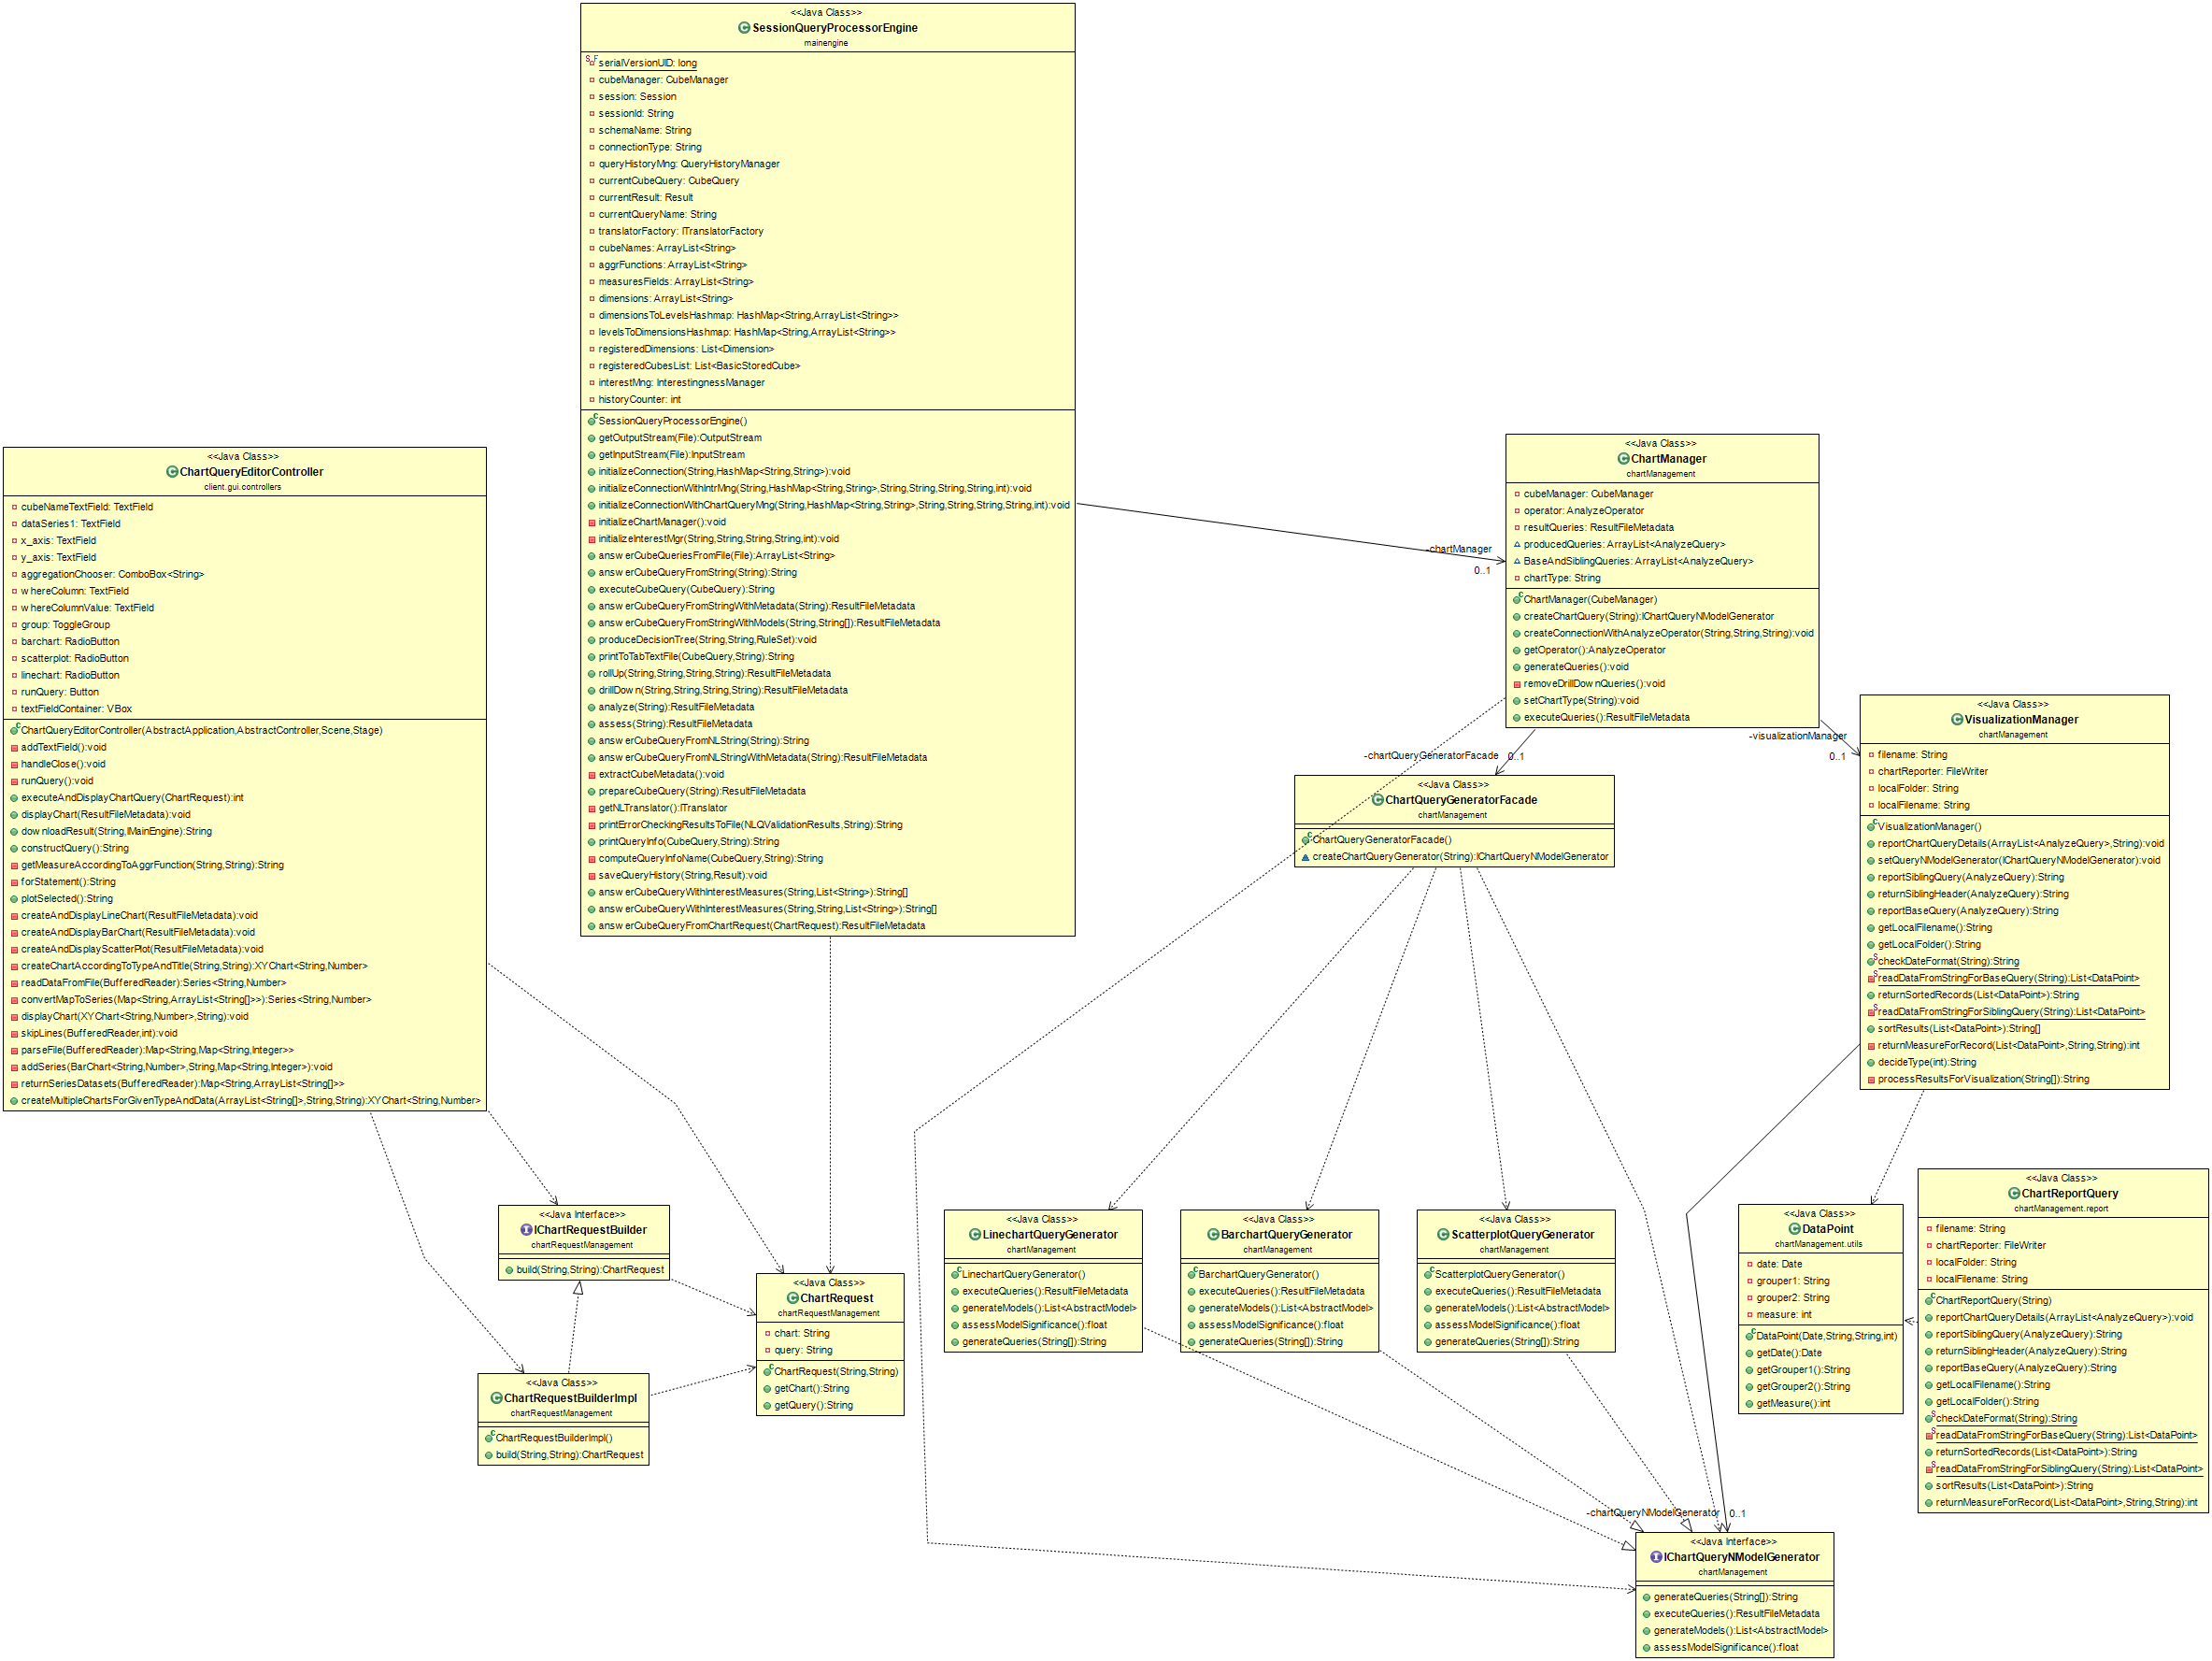 <<Java Class>>
SessionQueryProcessorEngine
mainengine
serialVersionUID: long
cubeManager: CubeManager
session: Session
sessionId: String
schemaName: String
connectionType: String
queryHistoryMng: QueryHistoryManager
currentCubeQuery: CubeQuery
currentResult: Result
currentQueryName: String
translatorFactory: ITranslatorFactory
cubeNames: ArrayList<String>
aggrFunctions: ArrayList<String>
measuresFields: ArrayList<String>
dimensions: ArrayList<String>
dimensionsToLevelsHashmap: HashMap<String,ArrayList<String>>
levelsToDimensionsHashmap: HashMap<String,ArrayList<String>>
registeredDimensions: List<Dimension>
registeredCubesList: List<BasicStoredCube>
interestMng: InterestingnessManager
historyCounter: int
SessionQueryProcessorEngine()
getOutputStream(File):OutputStream
getInputStream(File):InputStream
initializeConnection(String,HashMap<String,String>):void
initializeConnectionWithIntrMng(String,HashMap<String,String>,String,String,String,String,int):void
initializeConnectionWithChartQueryMng(String,HashMap<String,String>,String,String,String,String,int):void
initializeChartManager():void
initializeInterestMgr(String,String,String,String,int):void
answerCubeQueriesFromFile(File):ArrayList<String>
answerCubeQueryFromString(String):String
executeCubeQuery(CubeQuery):String
answerCubeQueryFromStringWithMetadata(String):ResultFileMetadata
answerCubeQueryFromStringWithModels(String,String[]):ResultFileMetadata
produceDecisionTree(String,String,RuleSet):void
printToTabTextFile(CubeQuery,String):String
rollUp(String,String,String,String):ResultFileMetadata
drillDown(String,String,String,String):ResultFileMetadata
analyze(String):ResultFileMetadata
assess(String):ResultFileMetadata
answerCubeQueryFromNLString(String):String
answerCubeQueryFromNLStringWithMetadata(String):ResultFileMetadata
extractCubeMetadata():void
prepareCubeQuery(String):ResultFileMetadata
getNLTranslator():ITranslator
printErrorCheckingResultsToFile(NLQValidationResults,String):String
printQueryInfo(CubeQuery,String):String
computeQueryInfoName(CubeQuery,String):String
saveQueryHistory(String,Result):void
answerCubeQueryWithInterestMeasures(String,List<String>):String[]
answerCubeQueryWithInterestMeasures(String,String,List<String>):String[]
answerCubeQueryFromChartRequest(ChartRequest):ResultFileMetadata
<<Java Class>>
ChartQueryEditorController
client.gui.controllers
cubeNameTextField: TextField
dataSeries1: TextField
x_axis: TextField
y_axis: TextField
aggregationChooser: ComboBox<String>
whereColumn: TextField
whereColumnValue: TextField
group: ToggleGroup
barchart: RadioButton
scatterplot: RadioButton
linechart: RadioButton
runQuery: Button
textFieldContainer: VBox
ChartQueryEditorController(AbstractApplication,AbstractController,Scene,Stage)
addTextField():void
handleClose():void
runQuery():void
executeAndDisplayChartQuery(ChartRequest):int
displayChart(ResultFileMetadata):void
downloadResult(String,IMainEngine):String
constructQuery():String
getMeasureAccordingToAggrFunction(String,String):String
forStatement():String
plotSelected():String
createAndDisplayLineChart(ResultFileMetadata):void
createAndDisplayBarChart(ResultFileMetadata):void
createAndDisplayScatterPlot(ResultFileMetadata):void
createChartAccordingToTypeAndTitle(String,String):XYChart<String,Number>
readDataFromFile(BufferedReader):Series<String,Number>
convertMapToSeries(Map<String,ArrayList<String[]>>):Series<String,Number>
displayChart(XYChart<String,Number>,String):void
skipLines(BufferedReader,int):void
parseFile(BufferedReader):Map<String,Map<String,Integer>>
addSeries(BarChart<String,Number>,String,Map<String,Integer>):void
returnSeriesDatasets(BufferedReader):Map<String,ArrayList<String[]>>
createMultipleChartsForGivenTypeAndData(ArrayList<String[]>,String,String):XYChart<String,Number>
<<Java Class>>
ChartManager
chartManagement
cubeManager: CubeManager
operator: AnalyzeOperator
resultQueries: ResultFileMetadata
producedQueries: ArrayList<AnalyzeQuery>
BaseAndSiblingQueries: ArrayList<AnalyzeQuery>
chartType: String
ChartManager(CubeManager)
createChartQuery(String):IChartQueryNModelGenerator
createConnectionWithAnalyzeOperator(String,String,String):void
getOperator():AnalyzeOperator
generateQueries():void
removeDrillDownQueries():void
setChartType(String):void
executeQueries():ResultFileMetadata
-chartManager
0..1
-chartQueryGeneratorFacade
0..1
-visualizationManager
0..1
<<Java Class>>
ChartQueryGeneratorFacade
chartManagement
ChartQueryGeneratorFacade()
createChartQueryGenerator(String):IChartQueryNModelGenerator
<<Java Class>>
VisualizationManager
chartManagement
filename: String
chartReporter: FileWriter
localFolder: String
localFilename: String
VisualizationManager()
reportChartQueryDetails(ArrayList<AnalyzeQuery>,String):void
setQueryNModelGenerator(IChartQueryNModelGenerator):void
reportSiblingQuery(AnalyzeQuery):String
returnSiblingHeader(AnalyzeQuery):String
reportBaseQuery(AnalyzeQuery):String
getLocalFilename():String
getLocalFolder():String
checkDateFormat(String):String
readDataFromStringForBaseQuery(String):List<DataPoint>
returnSortedRecords(List<DataPoint>):String
readDataFromStringForSiblingQuery(String):List<DataPoint>
sortResults(List<DataPoint>):String[]
returnMeasureForRecord(List<DataPoint>,String,String):int
decideType(int):String
processResultsForVisualization(String[]):String
<<Java Interface>>
IChartRequestBuilder
chartRequestManagement
build(String,String):ChartRequest
<<Java Class>>
ChartRequest
chartRequestManagement
chart: String
query: String
ChartRequest(String,String)
getChart():String
getQuery():String
<<Java Class>>
ChartRequestBuilderImpl
chartRequestManagement
ChartRequestBuilderImpl()
build(String,String):ChartRequest
<<Java Class>>
LinechartQueryGenerator
chartManagement
LinechartQueryGenerator()
executeQueries():ResultFileMetadata
generateModels():List<AbstractModel>
assessModelSignificance():float
generateQueries(String[]):String
<<Java Class>>
BarchartQueryGenerator
chartManagement
BarchartQueryGenerator()
executeQueries():ResultFileMetadata
generateModels():List<AbstractModel>
assessModelSignificance():float
generateQueries(String[]):String
<<Java Class>>
ScatterplotQueryGenerator
chartManagement
ScatterplotQueryGenerator()
executeQueries():ResultFileMetadata
generateModels():List<AbstractModel>
assessModelSignificance():float
generateQueries(String[]):String
<<Java Class>>
DataPoint
chartManagement.utils
date: Date
grouper1: String
grouper2: String
measure: int
DataPoint(Date,String,String,int)
getDate():Date
getGrouper1():String
getGrouper2():String
getMeasure():int
<<Java Class>>
ChartReportQuery
chartManagement.report
filename: String
chartReporter: FileWriter
localFolder: String
localFilename: String
ChartReportQuery(String)
reportChartQueryDetails(ArrayList<AnalyzeQuery>):void
reportSiblingQuery(AnalyzeQuery):String
returnSiblingHeader(AnalyzeQuery):String
reportBaseQuery(AnalyzeQuery):String
getLocalFilename():String
getLocalFolder():String
checkDateFormat(String):String
readDataFromStringForBaseQuery(String):List<DataPoint>
returnSortedRecords(List<DataPoint>):String
readDataFromStringForSiblingQuery(String):List<DataPoint>
sortResults(List<DataPoint>):String
returnMeasureForRecord(List<DataPoint>,String,String):int
-chartQueryNModelGenerator
0..1
<<Java Interface>>
IChartQueryNModelGenerator
chartManagement
generateQueries(String[]):String
executeQueries():ResultFileMetadata
generateModels():List<AbstractModel>
assessModelSignificance():float